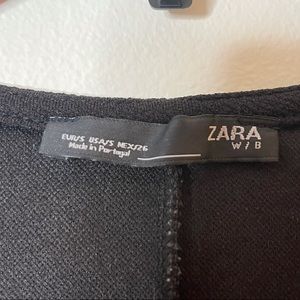 EUR/S USA/S MEX/26
Made in Portugal
ZARA
W/B